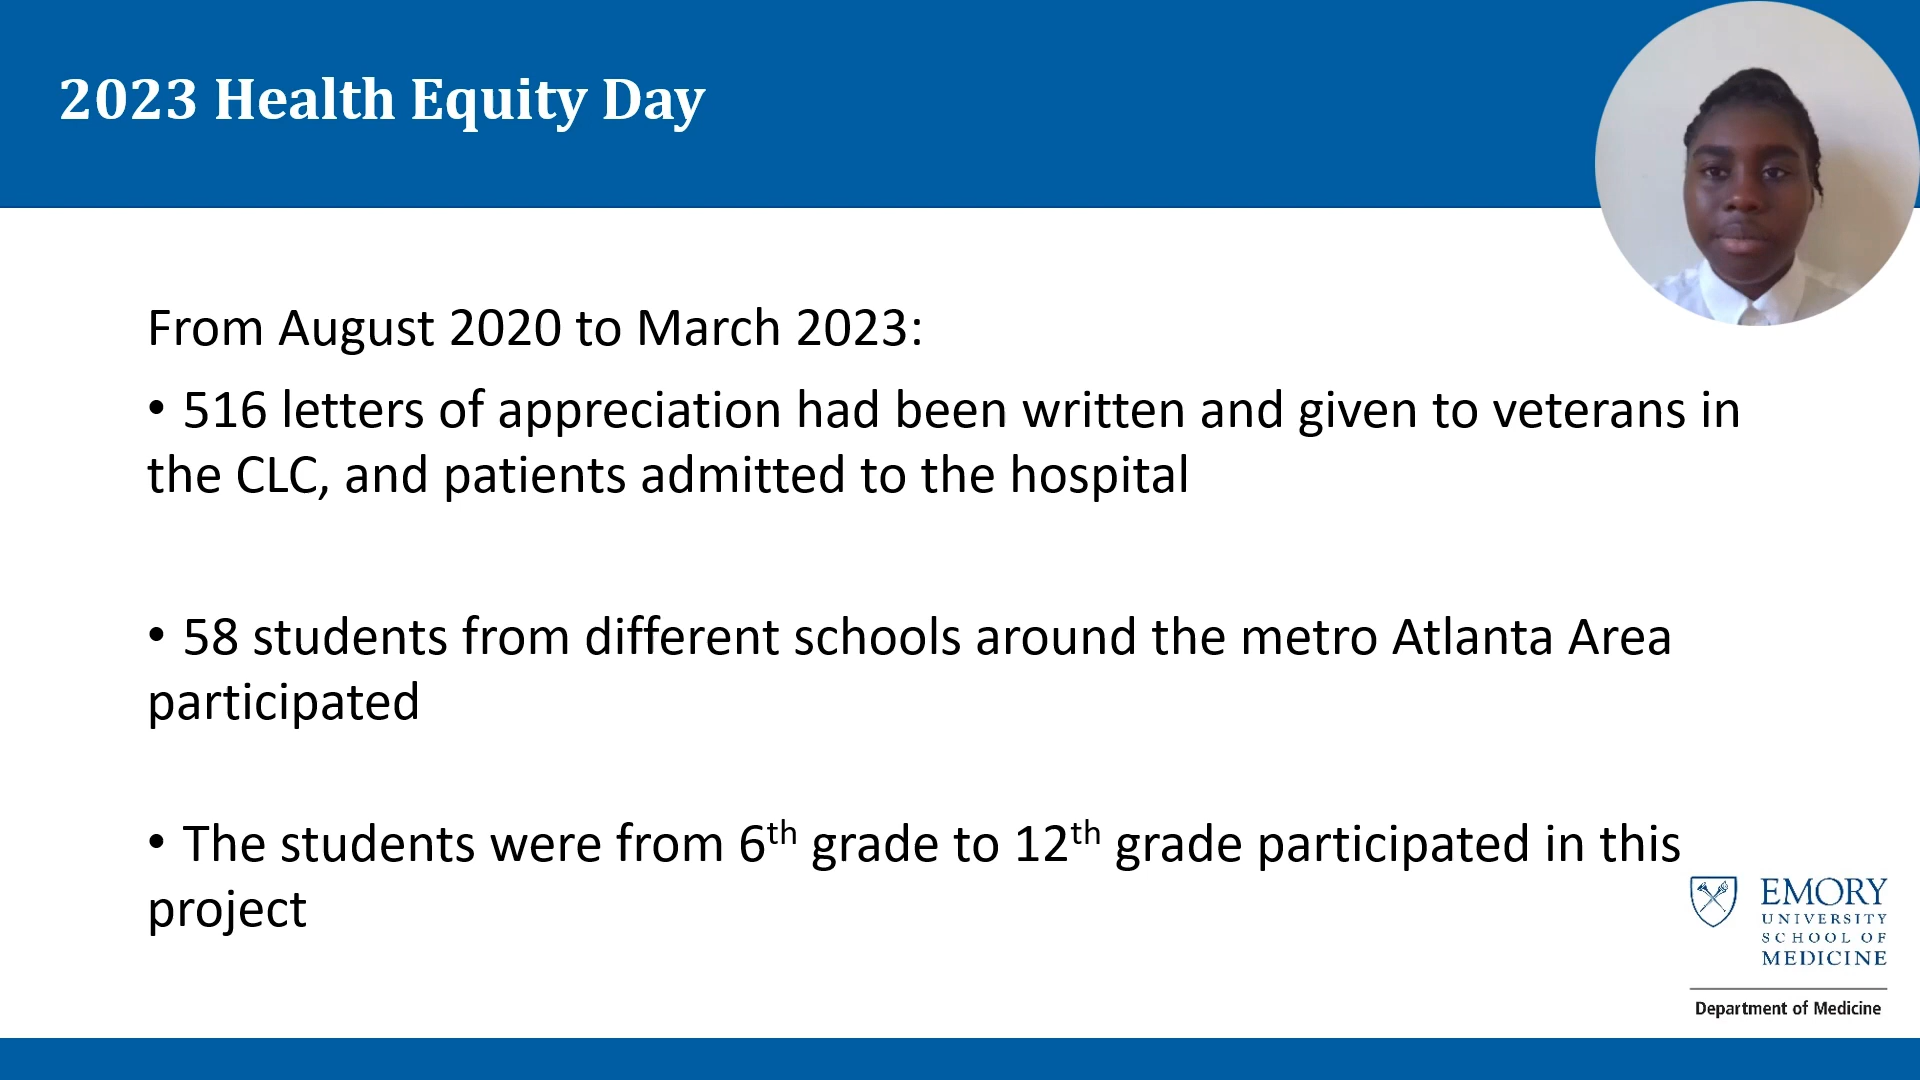 2023 Health Equity Day
From August 2020 to March 2023:
• 516 letters of appreciation had been written and given to veterans in
the CLC, and patients admitted to the hospital
• 58 students from different schools around the metro Atlanta Area
participated
• The students were from 6th grade to 12th grade participated in this
project
EMORY
UNIVERSITY
SCHOOL OF
MEDICINE
Department of Medicine